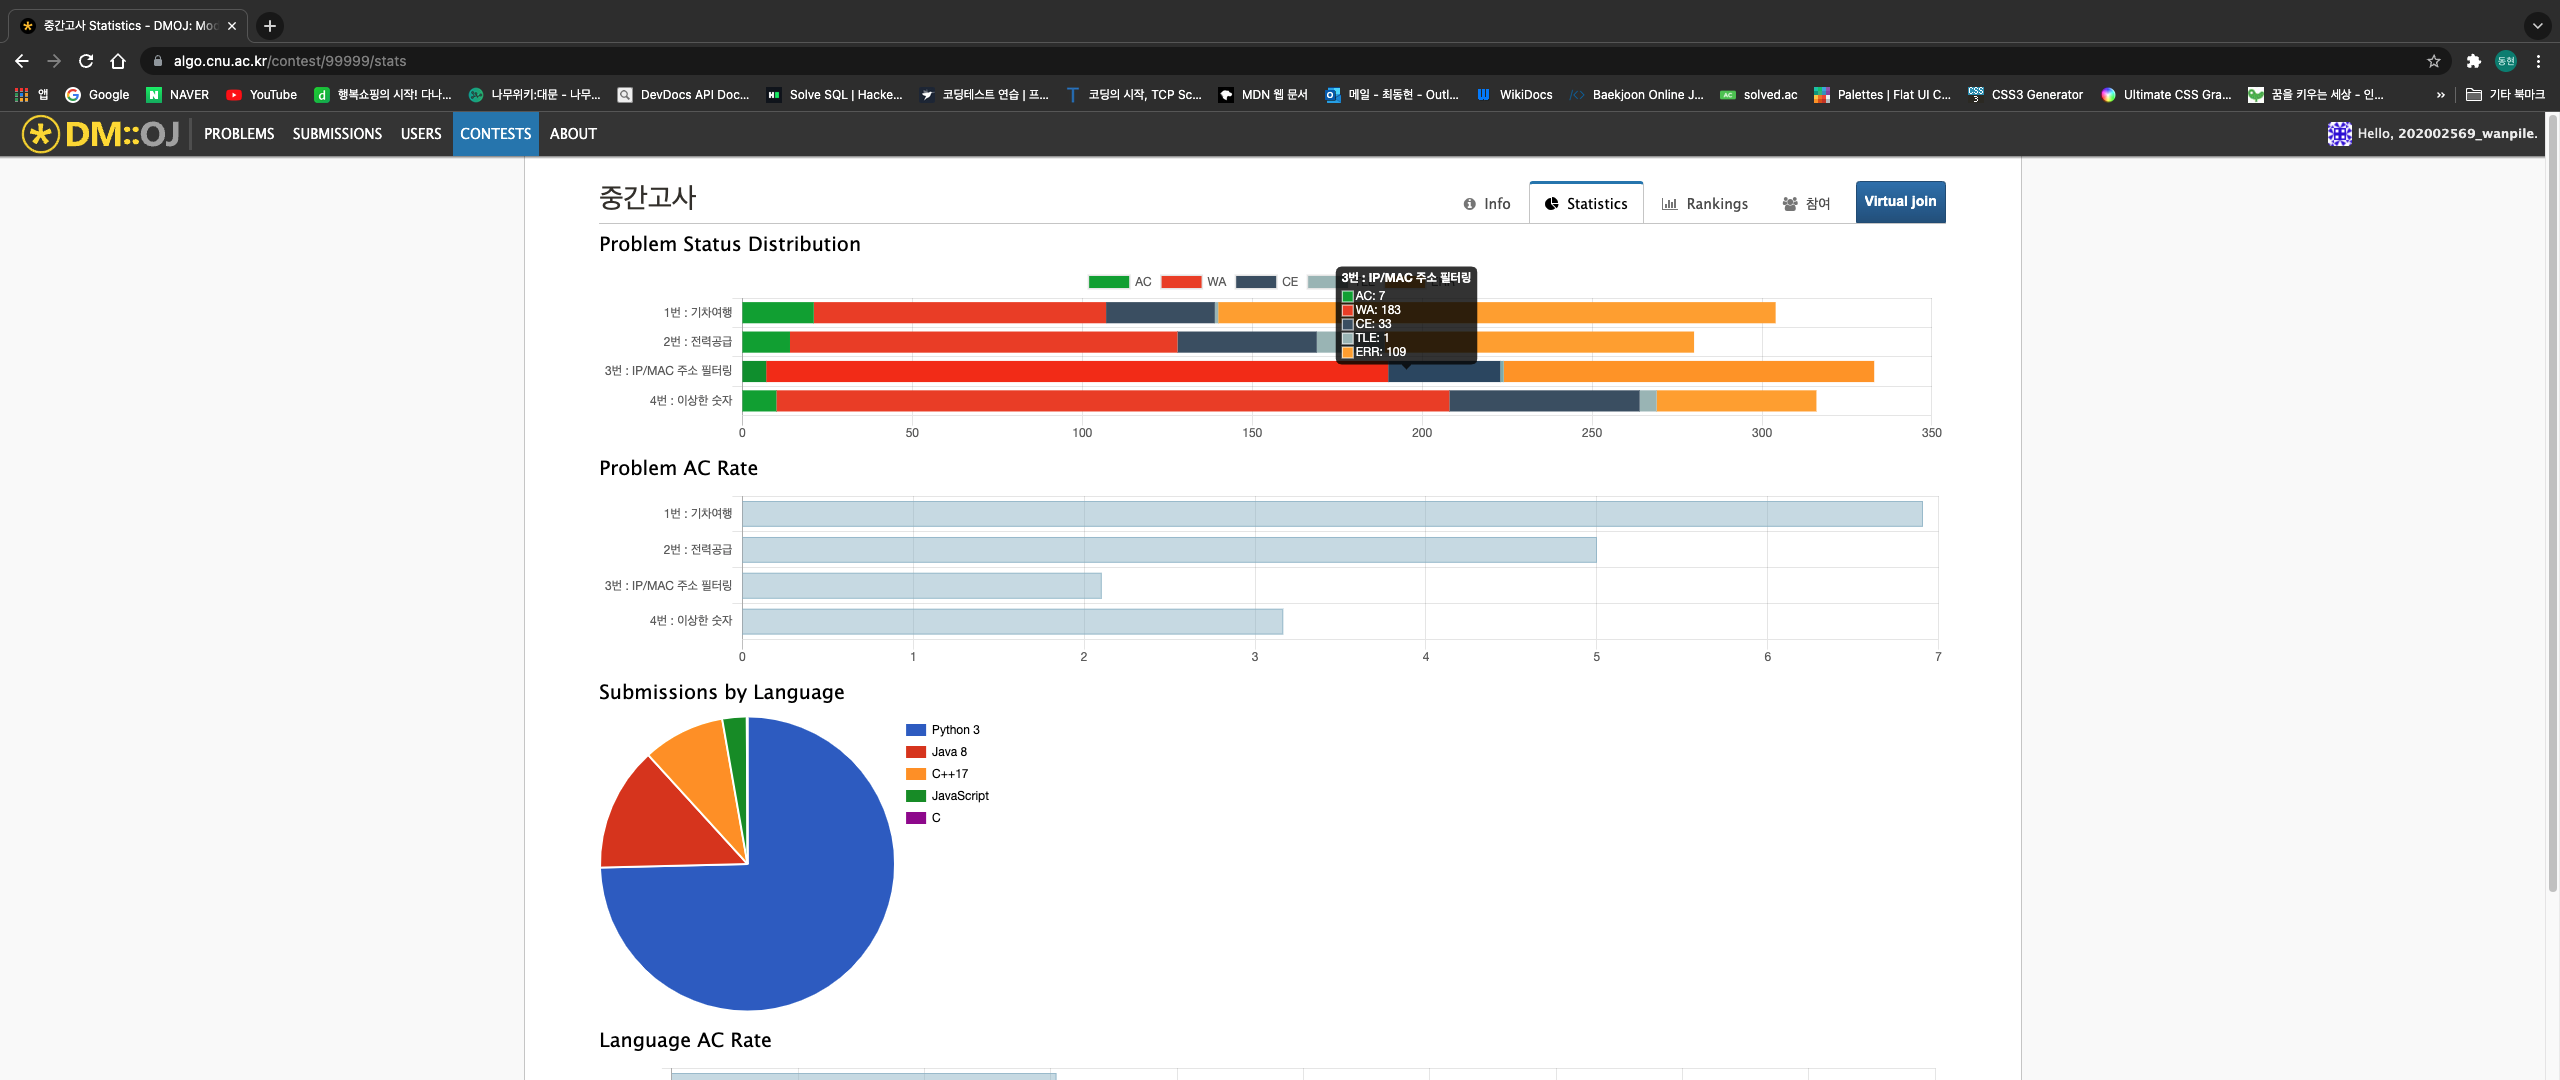 중간고사 Statistics - DMOJ: Mod
algo.cnu.ac.kr/contest/99999/stats
앱 Google NAVER YouTube 행복쇼핑의 시작! 다나... 나무위키:대문 - 나무... DevDocs API Doc... Solve SQL | Hacke... 코딩테스트 연습 | 프... 코딩의 시작, TCP Sc... MDN 웹 문서 메일 - 최동현 - Outl... WikiDocs Baekjoon Online J... solved.ac Palettes | Flat UI C... CSS3 Generator Ultimate CSS Gra... 꿈을 키우는 세상 - 인... » 기타 북마크
DM::OJ PROBLEMS SUBMISSIONS USERS CONTESTS ABOUT Hello, 202002569_wanpile.
중간고사 Info Statistics Rankings 참여 Virtual join
Problem Status Distribution
AC WA CE
3번 : IP/MAC 주소 필터링
AC: 7
WA: 183
CE: 33
TLE: 1
ERR: 109
1번 : 기차여행
2번 : 전력공급
3번 : IP/MAC 주소 필터링
4번 : 이상한 숫자
0 50 100 150 200 250 300 350
Problem AC Rate
1번 : 기차여행
2번 : 전력공급
3번 : IP/MAC 주소 필터링
4번 : 이상한 숫자
0 1 2 3 4 5 6 7
Submissions by Language
Python 3
Java 8
C++17
JavaScript
C
Language AC Rate